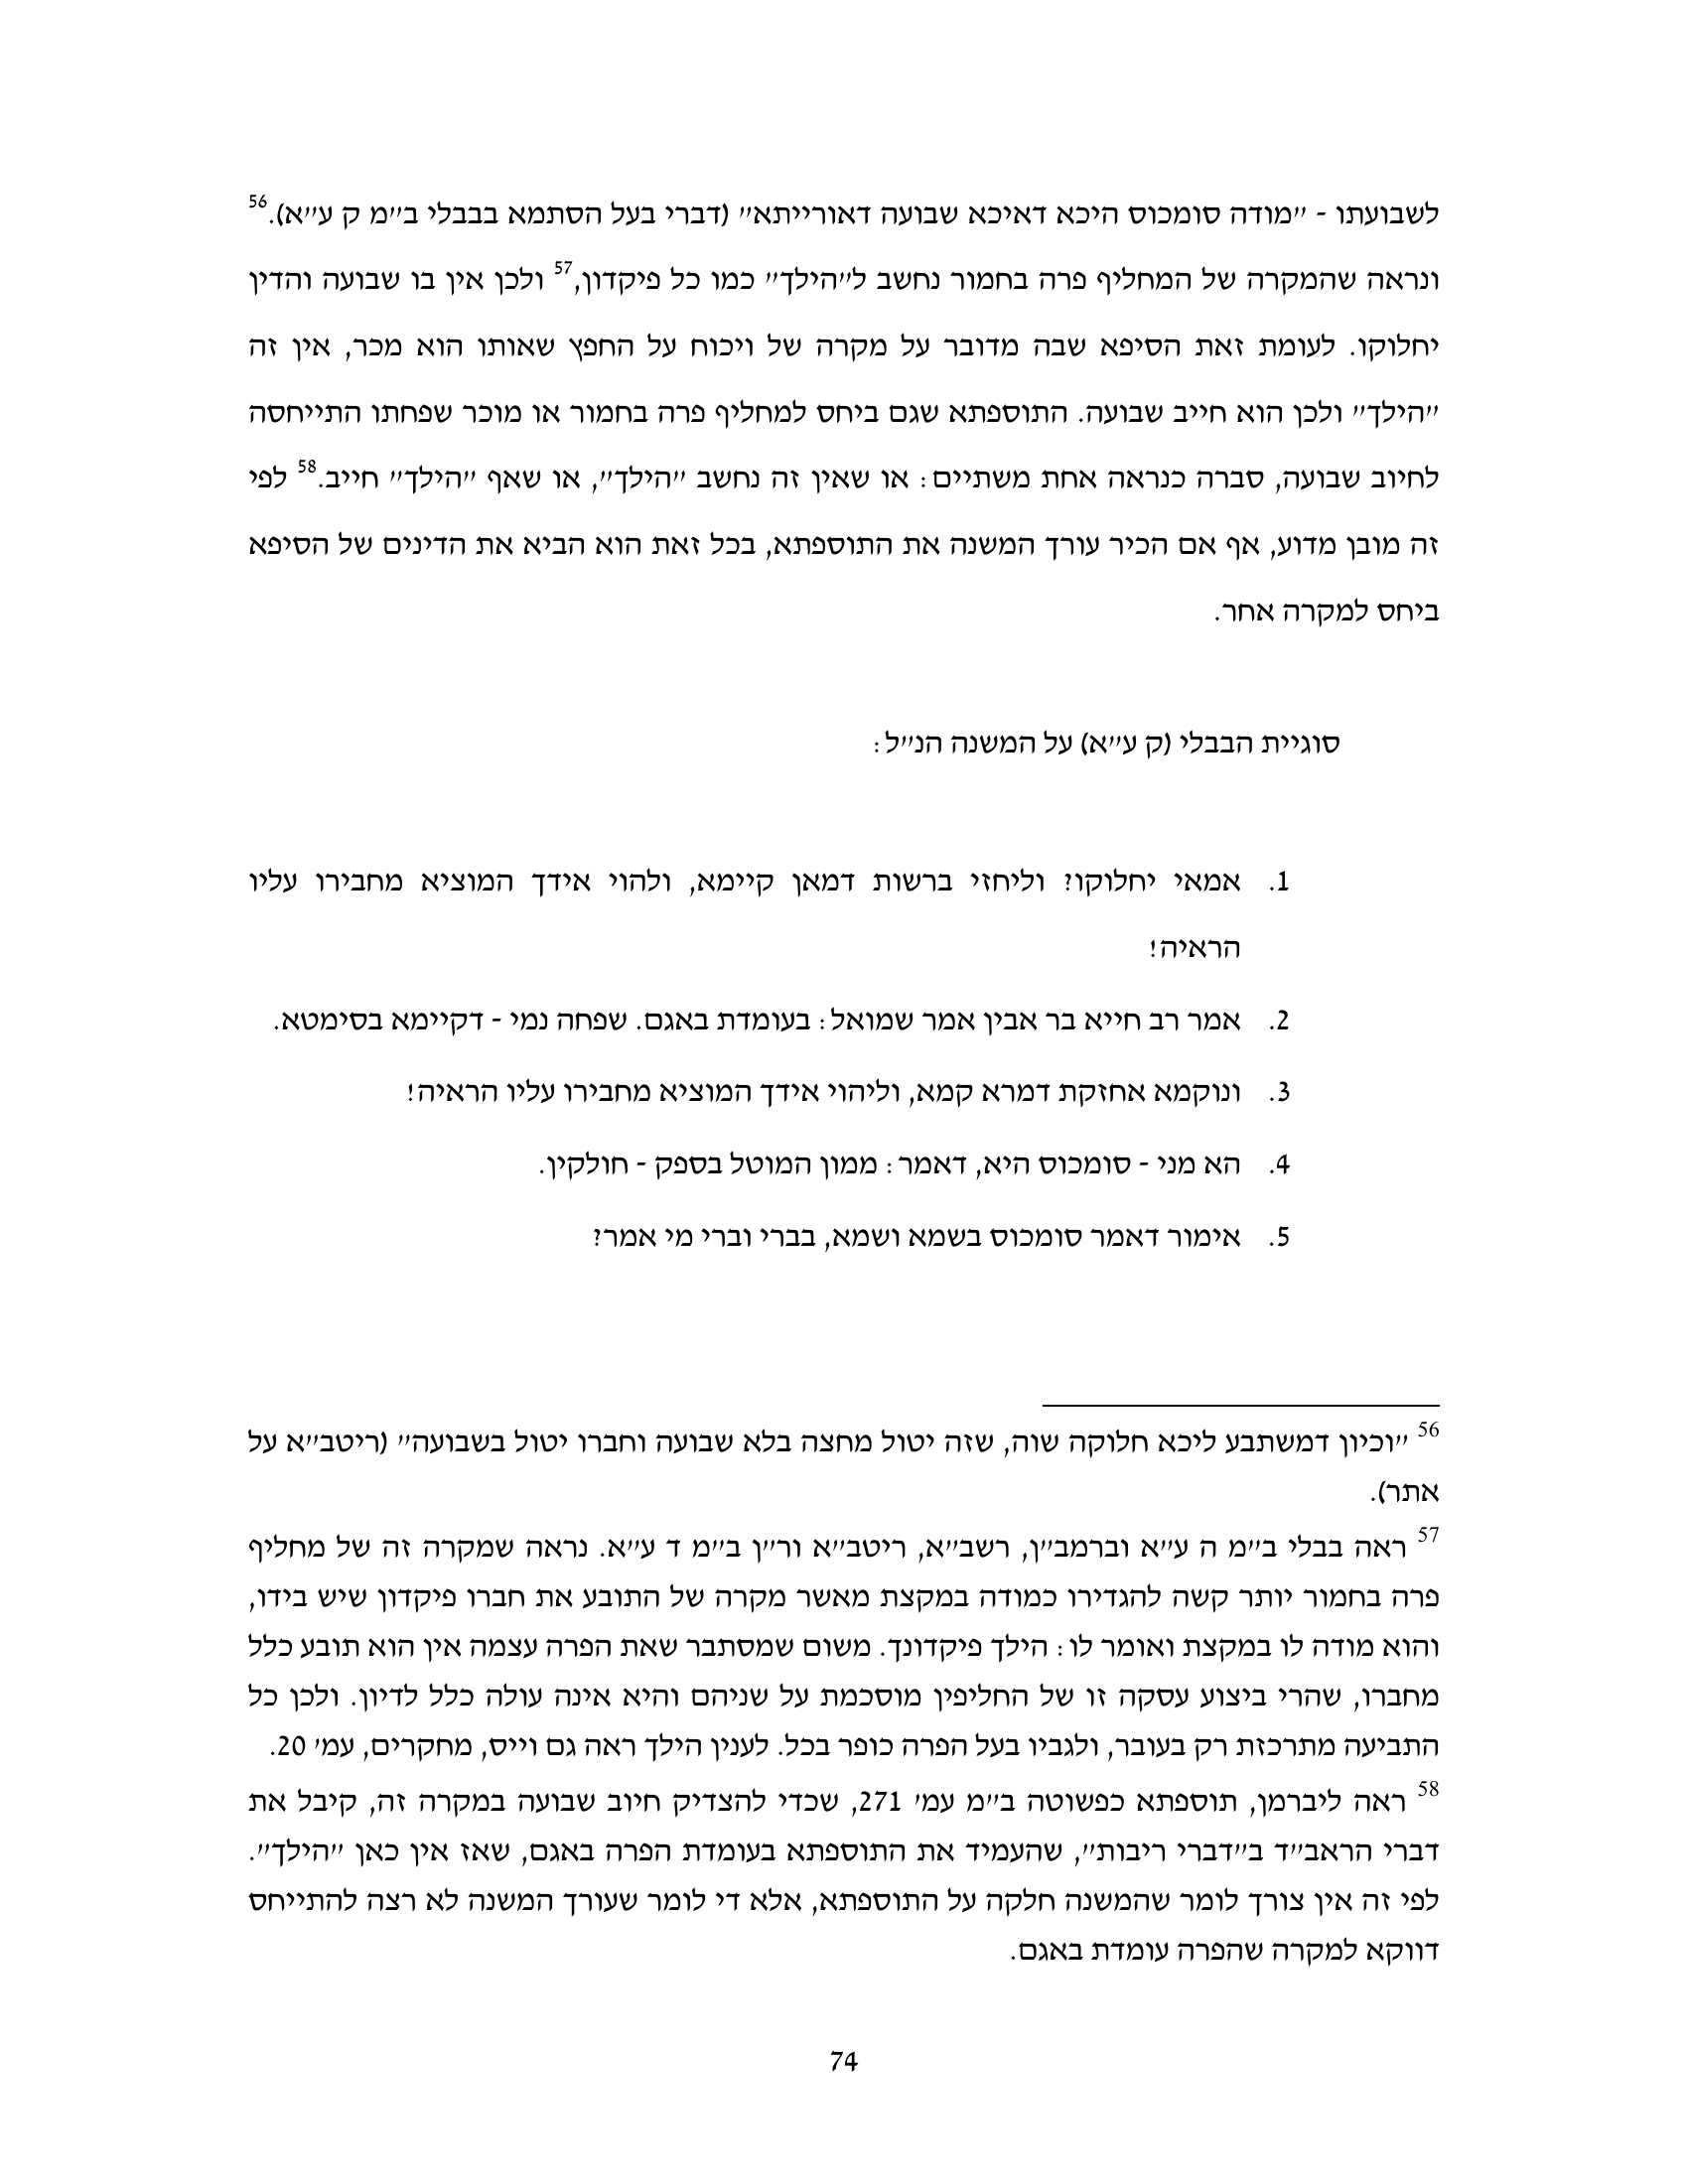 לשבועתו - "מודה סומכוס היכא דאיכא שבועה דאורייתא" (דברי בעל הסתמא בבבלי ב"מ ק ע"א).56
ונראה שהמקרה של המחליף פרה בחמור נחשב ל"הילך" כמו כל פיקדון,57 ולכן אין בו שבועה והדין
יחלוקו. לעומת זאת הסיפא שבה מדובר על מקרה של ויכוח על החפץ שאותו הוא מכר, אין זה
"הילך" ולכן הוא חייב שבועה. התוספתא שגם ביחס למחליף פרה בחמור או מוכר שפחתו התייחסה
לחיוב שבועה, סברה כנראה אחת משתיים: או שאין זה נחשב "הילך", או שאף "הילך" חייב.58 לפי
זה מובן מדוע, אף אם הכיר עורך המשנה את התוספתא, בכל זאת הוא הביא את הדינים של הסיפא
ביחס למקרה אחר.
סוגיית הבבלי (ק ע"א) על המשנה הנ"ל:
1. אמאי יחלוקו? וליחזי ברשות דמאן קיימא, ולהוי אידך המוציא מחבירו עליו
הראיה!
2. אמר רב חייא בר אבין אמר שמואל: בעומדת באגם. שפחה נמי - דקיימא בסימטא.
3. ונוקמא אחזקת דמרא קמא, וליהוי אידך המוציא מחבירו עליו הראיה!
4. הא מני - סומכוס היא, דאמר: ממון המוטל בספק - חולקין.
5. אימור דאמר סומכוס בשמא ושמא, בברי וברי מי אמר?
56 "וכיון דמשתבע ליכא חלוקה שוה, שזה יטול מחצה בלא שבועה וחברו יטול בשבועה" (ריטב"א על
אתר).
57 ראה בבלי ב"מ ה ע"א וברמב"ן, רשב"א, ריטב"א ור"ן ב"מ ד ע"א. נראה שמקרה זה של מחליף
פרה בחמור יותר קשה להגדירו כמודה במקצת מאשר מקרה של התובע את חברו פיקדון שיש בידו,
והוא מודה לו במקצת ואומר לו: הילך פיקדונך. משום שמסתבר שאת הפרה עצמה אין הוא תובע כלל
מחברו, שהרי ביצוע עסקה זו של החליפין מוסכמת על שניהם והיא אינה עולה כלל לדיון. ולכן כל
התביעה מתרכזת רק בעובר, ולגביו בעל הפרה כופר בכל. לענין הילך ראה גם וייס, מחקרים, עמ' 20.
58 ראה ליברמן, תוספתא כפשוטה ב"מ עמ' 271, שכדי להצדיק חיוב שבועה במקרה זה, קיבל את
דברי הראב"ד ב"דברי ריבות", שהעמיד את התוספתא בעומדת הפרה באגם, שאז אין כאן "הילך".
לפי זה אין צורך לומר שהמשנה חלקה על התוספתא, אלא די לומר שעורך המשנה לא רצה להתייחס
דווקא למקרה שהפרה עומדת באגם.
74